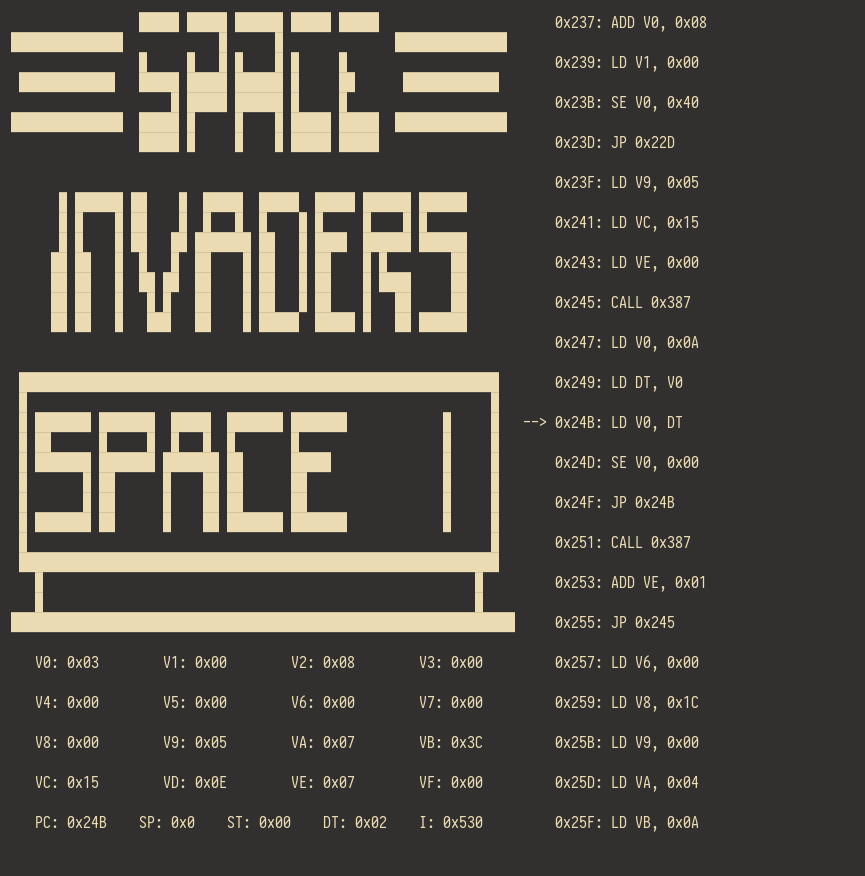 SPACE
INVADERS
SPACE I
0x237: ADD V0, 0x08
0x239: LD V1, 0x00
0x23B: SE V0, 0x40
0x23D: JP 0x22D
0x23F: LD V9, 0x05
0x241: LD VC, 0x15
0x243: LD VE, 0x00
0x245: CALL 0x387
0x247: LD V0, 0x0A
0x249: LD DT, V0
--> 0x24B: LD V0, DT
0x24D: SE V0, 0x00
0x24F: JP 0x24B
0x251: CALL 0x387
0x253: ADD VE, 0x01
0x255: JP 0x245
0x257: LD V6, 0x00
0x259: LD V8, 0x1C
0x25B: LD V9, 0x00
0x25D: LD VA, 0x04
0x25F: LD VB, 0x0A
V0: 0x03 V1: 0x00 V2: 0x08 V3: 0x00
V4: 0x00 V5: 0x00 V6: 0x00 V7: 0x00
V8: 0x00 V9: 0x05 VA: 0x07 VB: 0x3C
VC: 0x15 VD: 0x0E VE: 0x07 VF: 0x00
PC: 0x24B SP: 0x0 ST: 0x00 DT: 0x02 I: 0x530